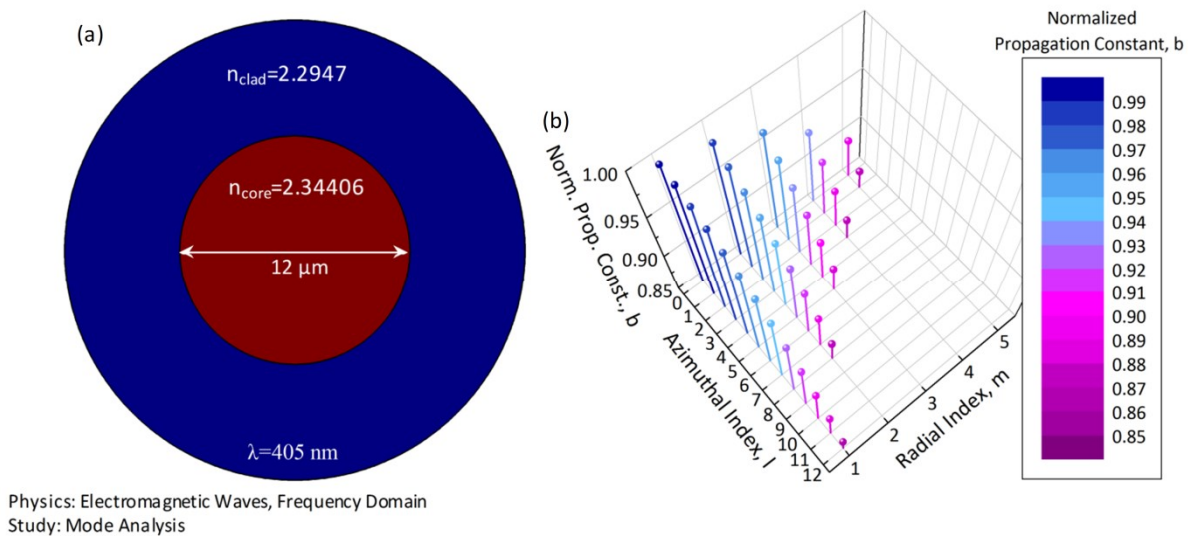 (a)
n_clad=2.2947
n_core=2.34406
12 μm
λ=405 nm
Physics: Electromagnetic Waves, Frequency Domain
Study: Mode Analysis
(b)
Norm. Prop. Const., b
1.00
0.95
0.90
0.85
0
1
2
3
4
5
6
7
8
9
10
11
12
Azimuthal Index, l
1
2
3
4
5
Radial Index, m
Normalized
Propagation Constant, b
0.99
0.98
0.97
0.96
0.94
0.93
0.92
0.91
0.90
0.89
0.88
0.87
0.86
0.85